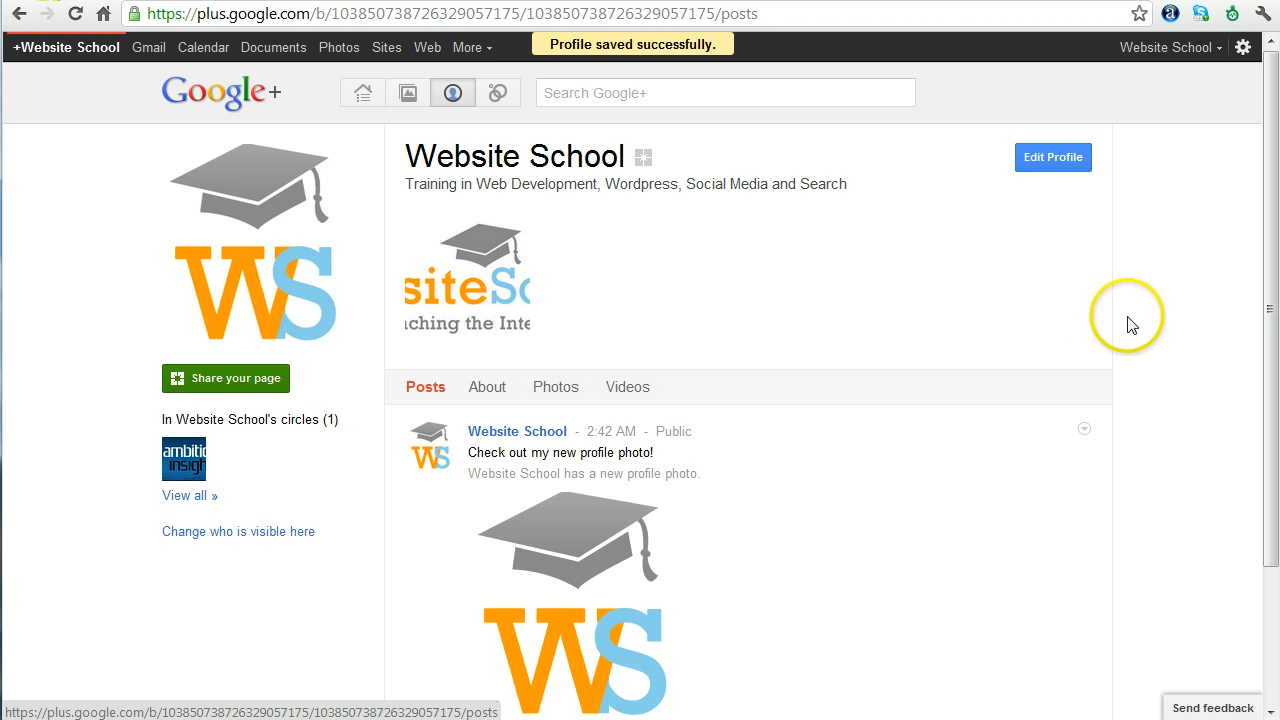 https://plus.google.com/b/103850738726329057175/103850738726329057175/posts
+Website School Gmail Calendar Documents Photos Sites Web More
Profile saved successfully.
Website School
Google+
Search Google+
Website School
Edit Profile
Training in Web Development, Wordpress, Social Media and Search
WS
siteSc
aching the Inte
Share your page
Posts About Photos Videos
In Website School's circles (1)
ambitio
insigh
View all »
Change who is visible here
WS
Website School - 2:42 AM - Public
Check out my new profile photo!
Website School has a new profile photo.
WS
https://plus.google.com/b/103850738726329057175/103850738726329057175/posts
Send feedback